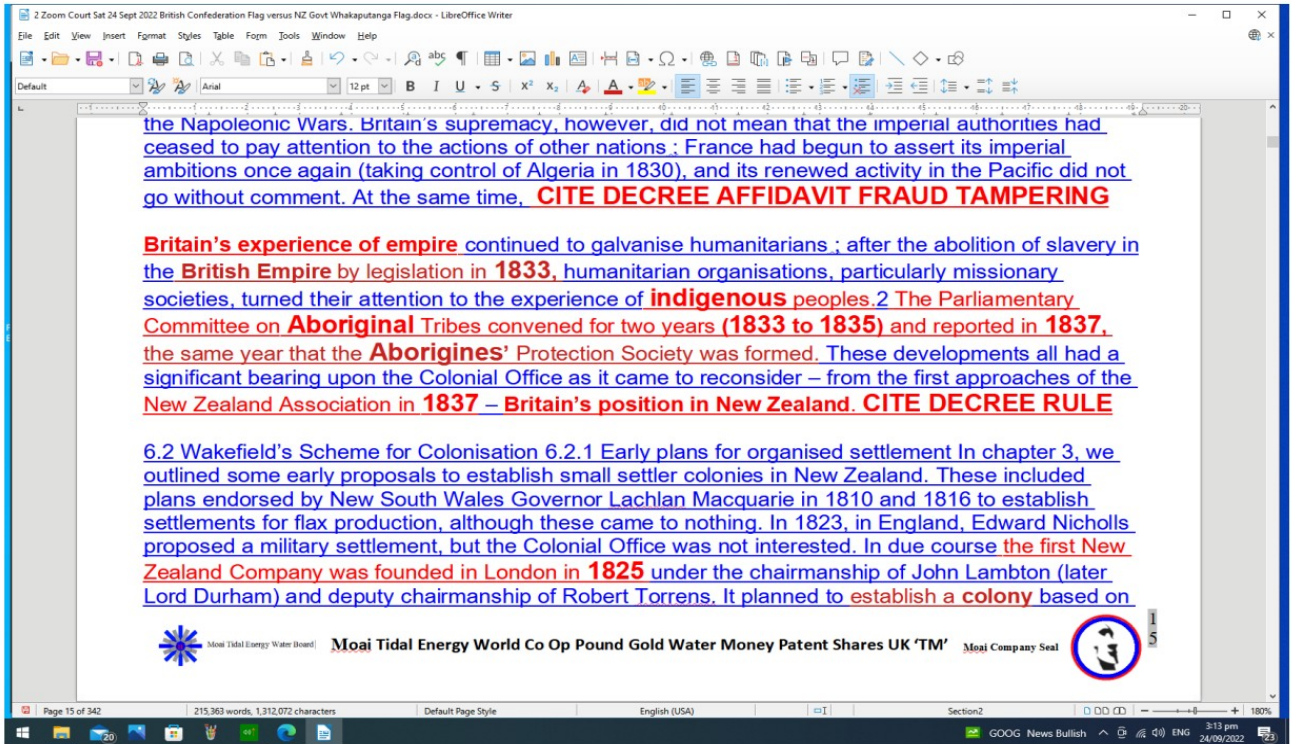 2 Zoom Court Sat 24 Sept 2022 British Confederation Flag versus NZ Govt Whakaputanga Flag.docx - LibreOffice Writer
File Edit View Insert Format Styles Table Form Tools Window Help
Default Arial 12 pt
the Napoleonic Wars. Britain's supremacy, however, did not mean that the imperial authorities had
ceased to pay attention to the actions of other nations ; France had begun to assert its imperial
ambitions once again (taking control of Algeria in 1830), and its renewed activity in the Pacific did not
go without comment. At the same time, CITE DECREE AFFIDAVIT FRAUD TAMPERING
Britain's experience of empire continued to galvanise humanitarians ; after the abolition of slavery in
the British Empire by legislation in 1833, humanitarian organisations, particularly missionary
societies, turned their attention to the experience of indigenous peoples.2 The Parliamentary
Committee on Aboriginal Tribes convened for two years (1833 to 1835) and reported in 1837,
the same year that the Aborigines' Protection Society was formed. These developments all had a
significant bearing upon the Colonial Office as it came to reconsider – from the first approaches of the
New Zealand Association in 1837 – Britain's position in New Zealand. CITE DECREE RULE
6.2 Wakefield's Scheme for Colonisation 6.2.1 Early plans for organised settlement In chapter 3, we
outlined some early proposals to establish small settler colonies in New Zealand. These included
plans endorsed by New South Wales Governor Lachlan Macquarie in 1810 and 1816 to establish
settlements for flax production, although these came to nothing. In 1823, in England, Edward Nicholls
proposed a military settlement, but the Colonial Office was not interested. In due course the first New
Zealand Company was founded in London in 1825 under the chairmanship of John Lambton (later
Lord Durham) and deputy chairmanship of Robert Torrens. It planned to establish a colony based on
Moai Tidal Energy Water Board Moai Tidal Energy World Co Op Pound Gold Water Money Patent Shares UK 'TM' Moai Company Seal
1
5
Page 15 of 342 215,363 words, 1,312,072 characters Default Page Style English (USA) Section2 180%
20 GOOG News Bullish ENG 3:13 pm
24/09/2022 23